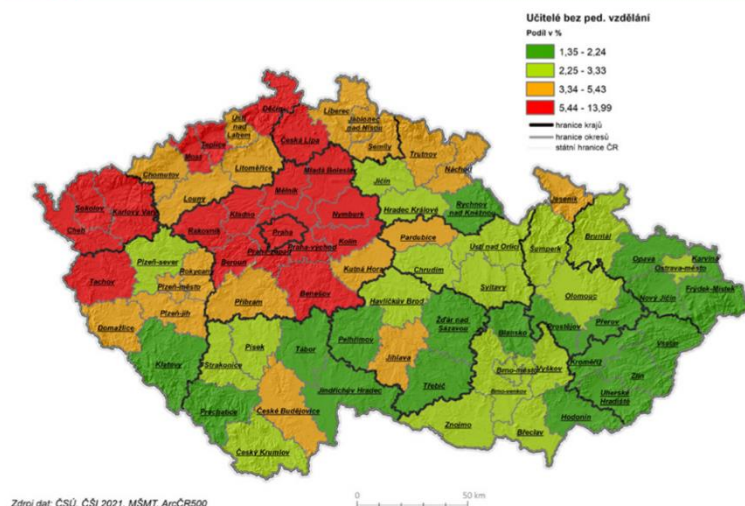 Učitelé bez ped. vzdělání
Podíl v %
1,35 - 2,24
2,25 - 3,33
3,34 - 5,43
5,44 - 13,99
hranice krajů
hranice okresů
státní hranice ČR
Děčín
Liberec
Ústí
nad
Labem
Jablonec
nad Nisou
Teplice
Česká Lípa
Most
Semily
Trutnov
Chomutov
Litoměřice
Náchod
Mladá Boleslav
Louny
Jičín
Jeseník
Mělník
Sokolov
Hradec Králové
Rychnov
nad Kněžnou
Karlovy Vary
Kladno
Nymburk
Cheb
Rakovník
Praha
Bruntál
Kolín
Pardubice
Šumperk
Praha-východ
Plzeň-sever
Beroun
Ústí nad Orlicí
Opava
Karviná
Rokycany
Kutná Hora
Ostrava-město
Tachov
Chrudim
Plzeň-město
Benešov
Svitavy
Nový Jičín
Frýdek-Místek
Příbram
Olomouc
Havlíčkův Brod
Plzeň-jih
Domažlice
Žďár nad
Sázavou
Přerov
Prostějov
Blansko
Písek
Pelhřimov
Tábor
Vsetín
Jihlava
Klatovy
Strakonice
Kroměříž
Vyškov
Brno-město
Zlín
Třebíč
Jindřichův Hradec
Brno-venkov
Uherské
Hradiště
Prachatice
České Budějovice
Hodonín
Znojmo
Břeclav
Český Krumlov
Zdroj dat: ČSÚ, ČŠI 2021, MŠMT, ArcČR500
0 50 km